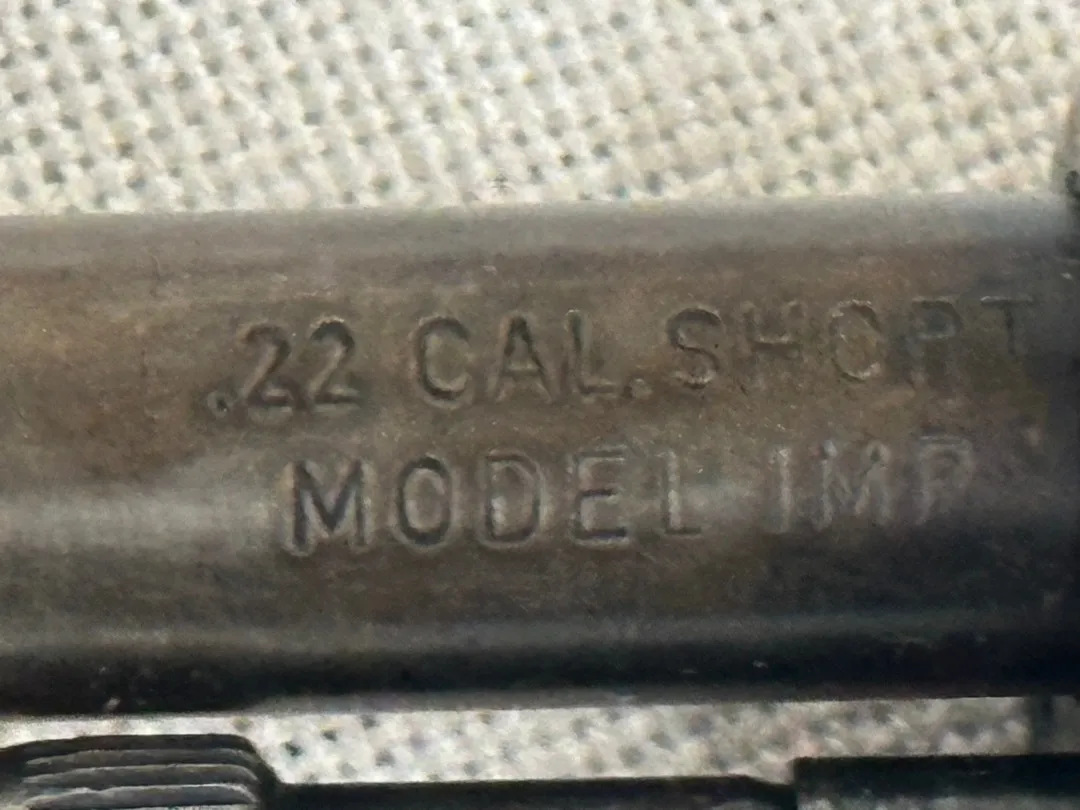 .22 CAL. SHORT
MODEL IMP